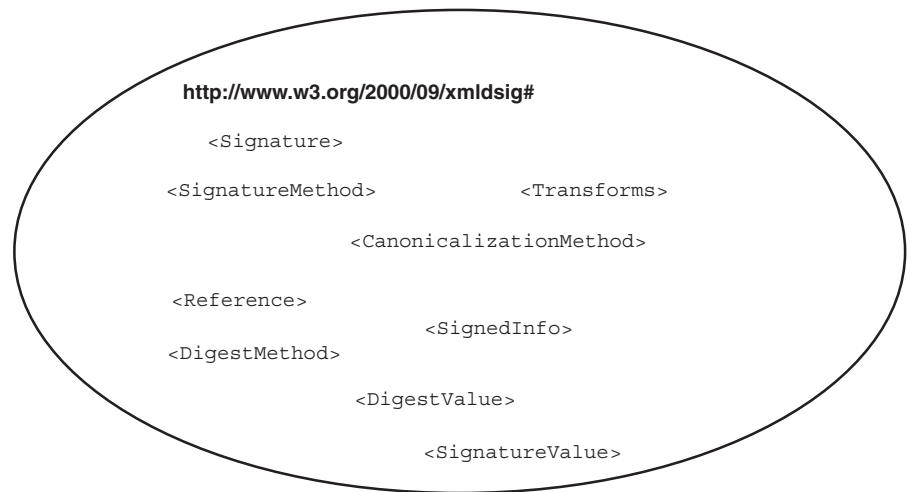 http://www.w3.org/2000/09/xmldsig#
<Signature>
<SignatureMethod> <Transforms>
<CanonicalizationMethod>
<Reference>
<SignedInfo>
<DigestMethod>
<DigestValue>
<SignatureValue>